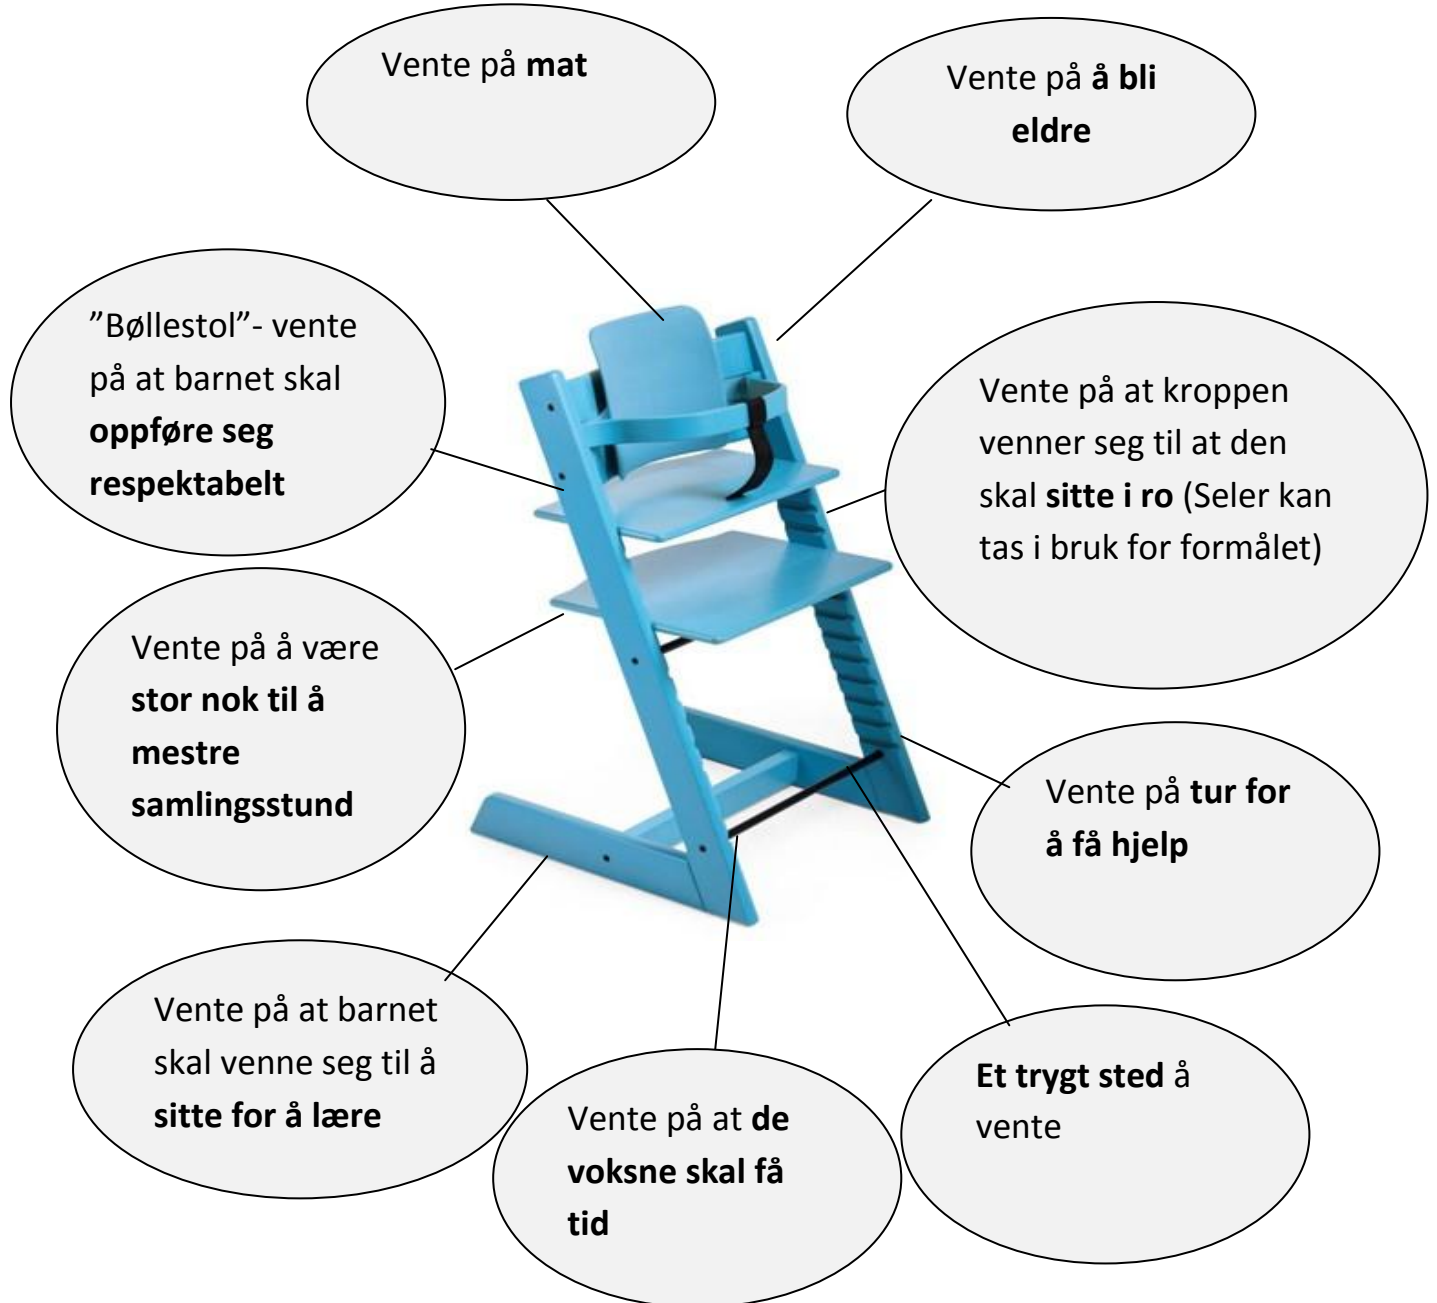 Vente på mat
Vente på å bli
eldre
”Bøllestol”- vente
på at barnet skal
oppføre seg
respektabelt
Vente på at kroppen
venner seg til at den
skal sitte i ro (Seler kan
tas i bruk for formålet)
Vente på å være
stor nok til å
mestre
samlingsstund
Vente på tur for
å få hjelp
Vente på at barnet
skal venne seg til å
sitte for å lære
Vente på at de
voksne skal få
tid
Et trygt sted å
vente